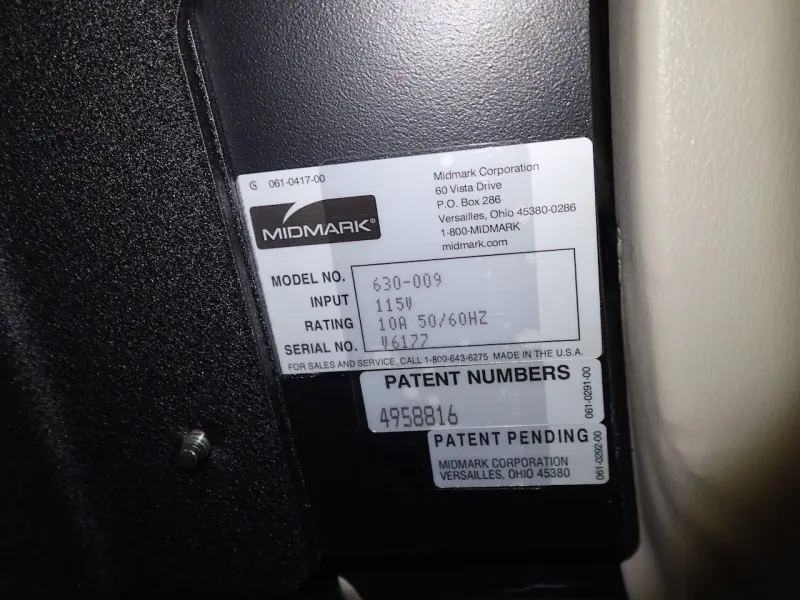 061-0417-00
MIDMARK®
Midmark Corporation
60 Vista Drive
P.O. Box 286
Versailles, Ohio 45380-0286
1-800-MIDMARK
midmark.com
MODEL NO. 630-009
INPUT 115V
RATING 10A 50/60HZ
SERIAL NO. V6177
FOR SALES AND SERVICE, CALL 1-800-643-6275 MADE IN THE U.S.A.
PATENT NUMBERS
4958816
061-0291-00
PATENT PENDING
MIDMARK CORPORATION
VERSAILLES, OHIO 45380
061-0292-00